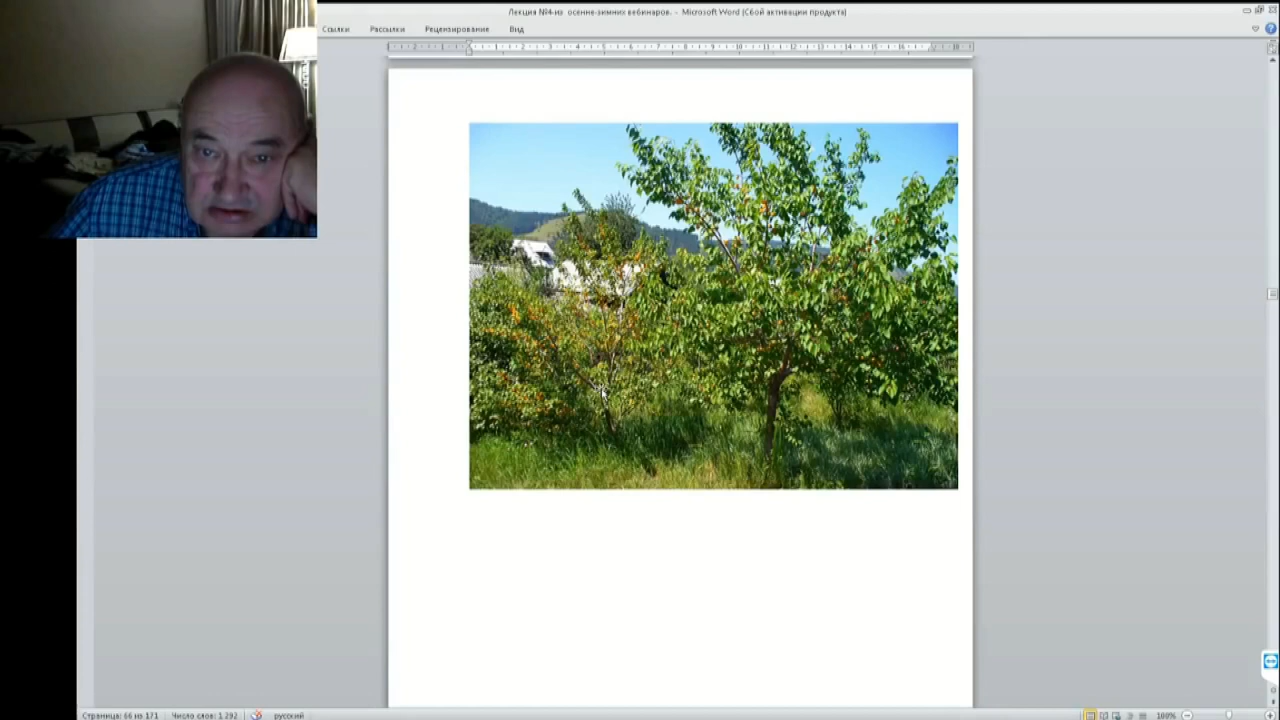 Лекция №4-из осенне-зимних вебинаров. - Microsoft Word (Сбой активации продукта)
Ссылки Рассылки Рецензирование Вид
Страница: 66 из 171 Число слов: 1 292 русский 100%